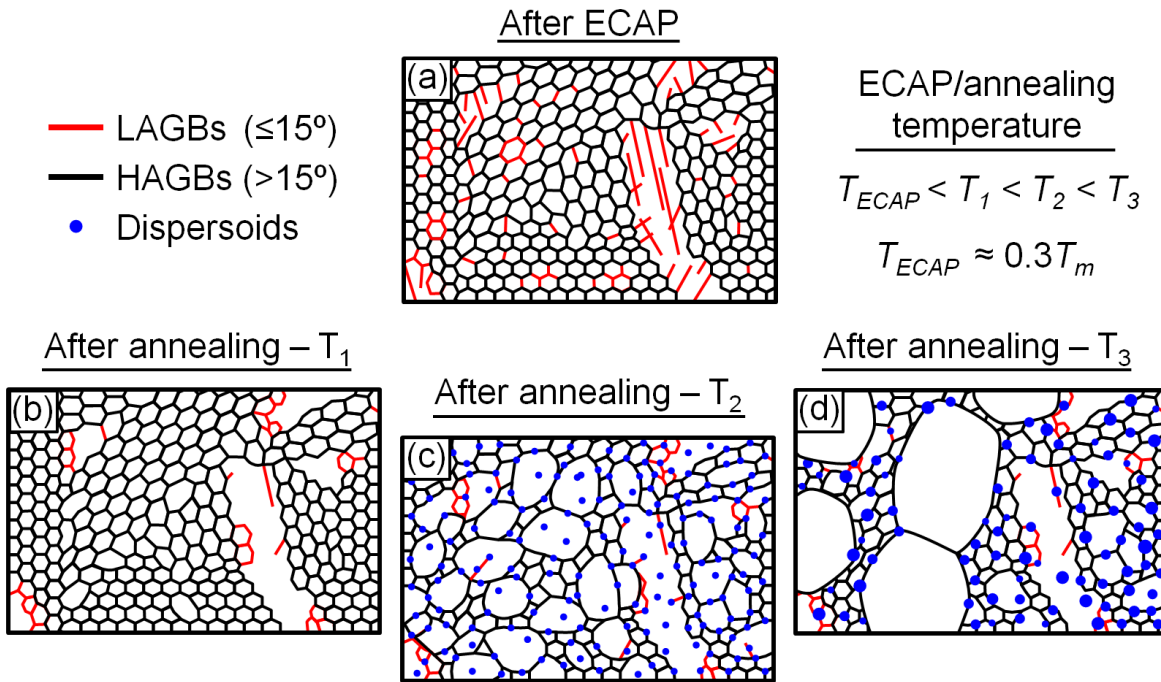 After ECAP
(a)
LAGBs (≤15º)
HAGBs (>15º)
Dispersoids
ECAP/annealing
temperature
T_ECAP < T_1 < T_2 < T_3
T_ECAP ≈ 0.3T_m
After annealing – T_1
(b)
After annealing – T_2
(c)
After annealing – T_3
(d)